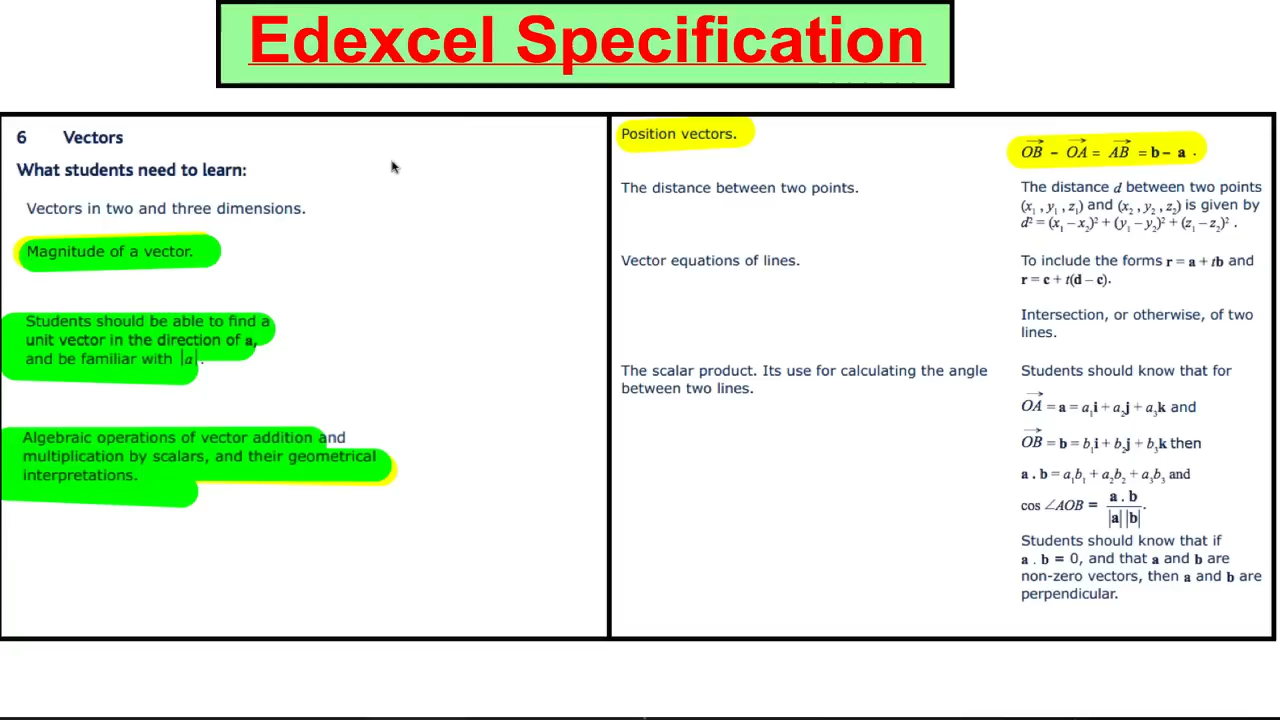 Edexcel Specification
6 Vectors
What students need to learn:
Vectors in two and three dimensions.
Magnitude of a vector.
Students should be able to find a
unit vector in the direction of a,
and be familiar with |a|.
Algebraic operations of vector addition and
multiplication by scalars, and their geometrical
interpretations.
Position vectors.
OB⃗ – OA⃗ = AB⃗ = b – a .
The distance between two points.
The distance d between two points
(x₁ , y₁ , z₁) and (x₂ , y₂ , z₂) is given by
d² = (x₁ – x₂)² + (y₁ – y₂)² + (z₁ – z₂)² .
Vector equations of lines.
To include the forms r = a + tb and
r = c + t(d – c).
Intersection, or otherwise, of two
lines.
The scalar product. Its use for calculating the angle
between two lines.
Students should know that for
OA⃗ = a = a₁i + a₂j + a₃k and
OB⃗ = b = b₁i + b₂j + b₃k then
a . b = a₁b₁ + a₂b₂ + a₃b₃ and
cos ∠AOB = a . b / |a| |b| .
Students should know that if
a . b = 0, and that a and b are
non-zero vectors, then a and b are
perpendicular.